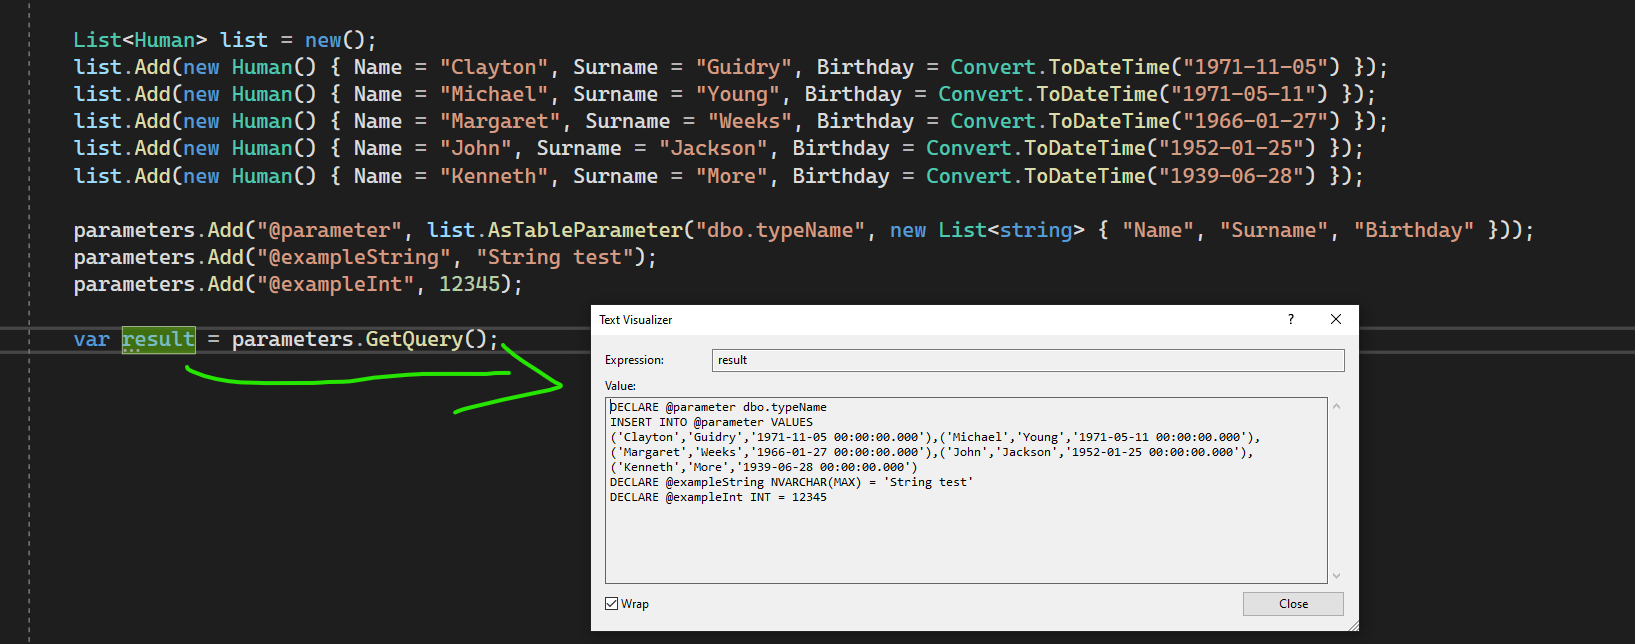 List<Human> list = new();
list.Add(new Human() { Name = "Clayton", Surname = "Guidry", Birthday = Convert.ToDateTime("1971-11-05") });
list.Add(new Human() { Name = "Michael", Surname = "Young", Birthday = Convert.ToDateTime("1971-05-11") });
list.Add(new Human() { Name = "Margaret", Surname = "Weeks", Birthday = Convert.ToDateTime("1966-01-27") });
list.Add(new Human() { Name = "John", Surname = "Jackson", Birthday = Convert.ToDateTime("1952-01-25") });
list.Add(new Human() { Name = "Kenneth", Surname = "More", Birthday = Convert.ToDateTime("1939-06-28") });
parameters.Add("@parameter", list.AsTableParameter("dbo.typeName", new List<string> { "Name", "Surname", "Birthday" }));
parameters.Add("@exampleString", "String test");
parameters.Add("@exampleInt", 12345);
var result = parameters.GetQuery();
Text Visualizer
?
Expression:
result
Value:
DECLARE @parameter dbo.typeName
INSERT INTO @parameter VALUES
('Clayton','Guidry','1971-11-05 00:00:00.000'),('Michael','Young','1971-05-11 00:00:00.000'),
('Margaret','Weeks','1966-01-27 00:00:00.000'),('John','Jackson','1952-01-25 00:00:00.000'),
('Kenneth','More','1939-06-28 00:00:00.000')
DECLARE @exampleString NVARCHAR(MAX) = 'String test'
DECLARE @exampleInt INT = 12345
Wrap
Close